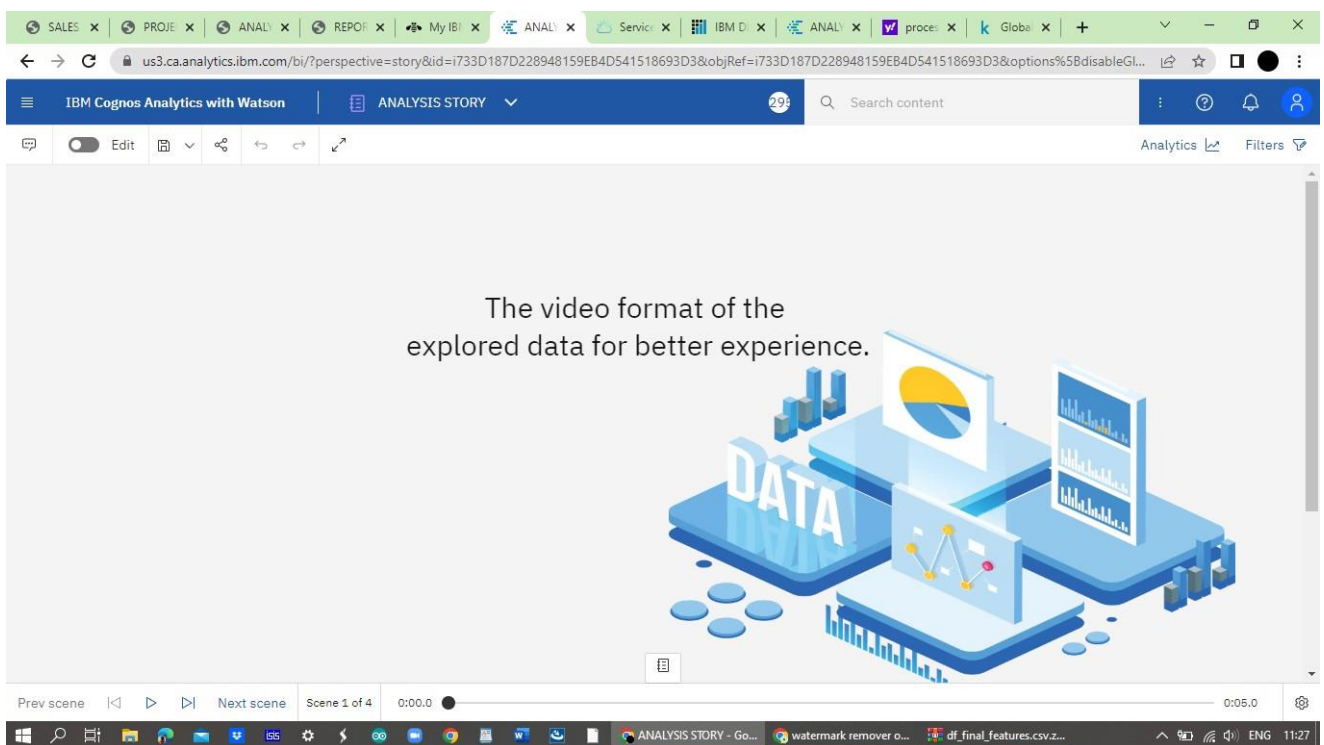 SALES
PROJE
ANALY
REPOR
My IBI
ANALY
Service
IBM D
ANALY
y! proces
k Global
us3.ca.analytics.ibm.com/bi/?perspective=story&id=i733D187D228948159EB4D541518693D3&objRef=i733D187D228948159EB4D541518693D3&options%5BdisableGl...
IBM Cognos Analytics with Watson
ANALYSIS STORY
Search content
Edit
Analytics
Filters
The video format of the
explored data for better experience.
DATA
Prev scene
Next scene
Scene 1 of 4
0:00.0
0:05.0
ANALYSIS STORY - Go...
watermark remover o...
df_final_features.csv.z...
ENG
11:27